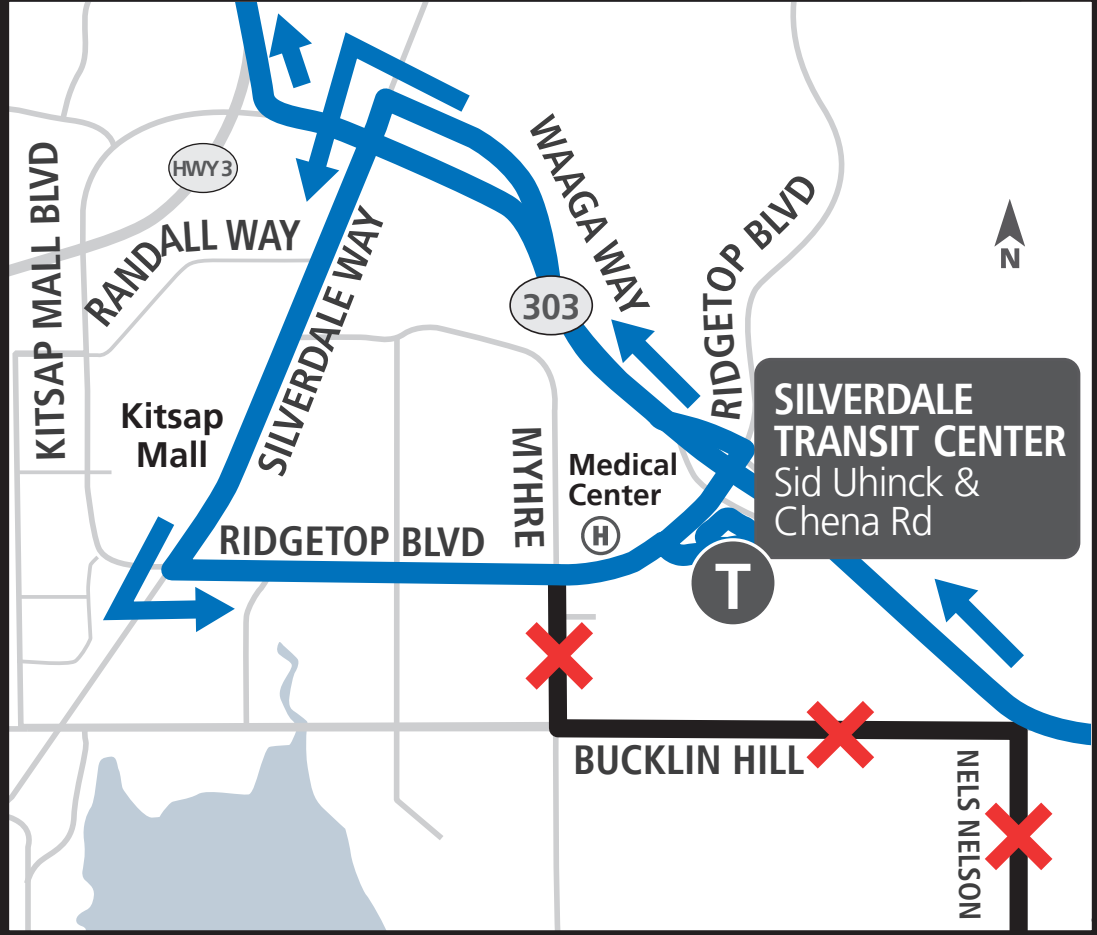 HWY 3
KITSAP MALL BLVD
RANDALL WAY
SILVERDALE WAY
WAAGA WAY
RIDGETOP BLVD
N
303
Kitsap
Mall
SILVERDALE
TRANSIT CENTER
Sid Uhinck &
Chena Rd
MYHRE
Medical
Center
H
RIDGETOP BLVD
T
BUCKLIN HILL
NELS NELSON